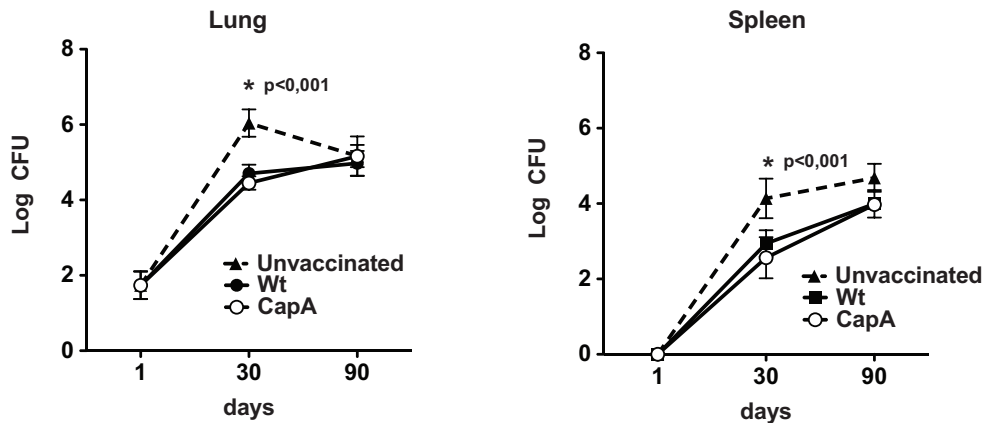 Lung
8
6
4
2
0
Log CFU
* p<0,001
Unvaccinated
Wt
CapA
1 30 90
days
Spleen
8
6
4
2
0
Log CFU
* p<0,001
Unvaccinated
Wt
CapA
1 30 90
days